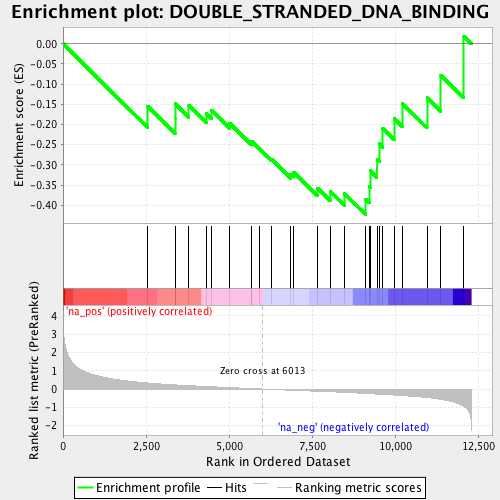 Enrichment plot: DOUBLE_STRANDED_DNA_BINDING
Enrichment score (ES)
0.00
-0.05
-0.10
-0.15
-0.20
-0.25
-0.30
-0.35
-0.40
'na_pos' (positively correlated)
Ranked list metric (PreRanked)
4
3
2
1
0
-1
-2
Zero cross at 6013
'na_neg' (negatively correlated)
0
2,500
5,000
7,500
10,000
12,500
Rank in Ordered Dataset
Enrichment profile
Hits
Ranking metric scores